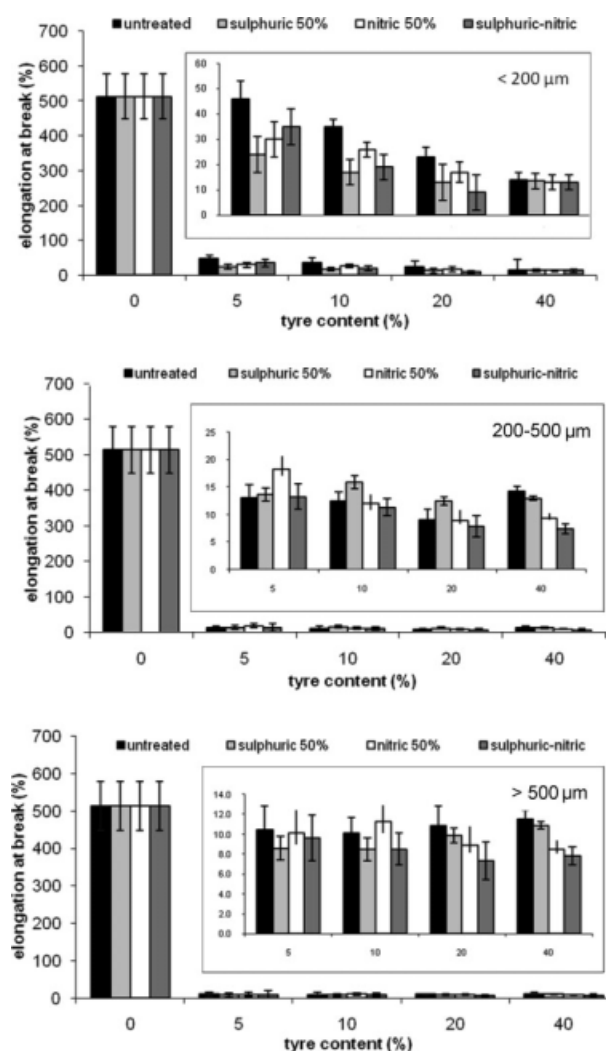 untreated sulphuric 50% nitric 50% sulphuric-nitric
elongation at break (%)
700
600
500
400
300
200
100
0
< 200 µm
60
50
40
30
20
10
0
0 5 10 20 40
tyre content (%)
untreated sulphuric 50% nitric 50% sulphuric-nitric
elongation at break (%)
700
600
500
400
300
200
100
0
200-500 µm
25
20
15
10
5
0
5 10 20 40
0 5 10 20 40
tyre content (%)
untreated sulphuric 50% nitric 50% sulphuric-nitric
elongation at break (%)
700
600
500
400
300
200
100
0
> 500 µm
14.0
12.0
10.0
8.0
6.0
4.0
2.0
0.0
5 10 20 40
0 5 10 20 40
tyre content (%)